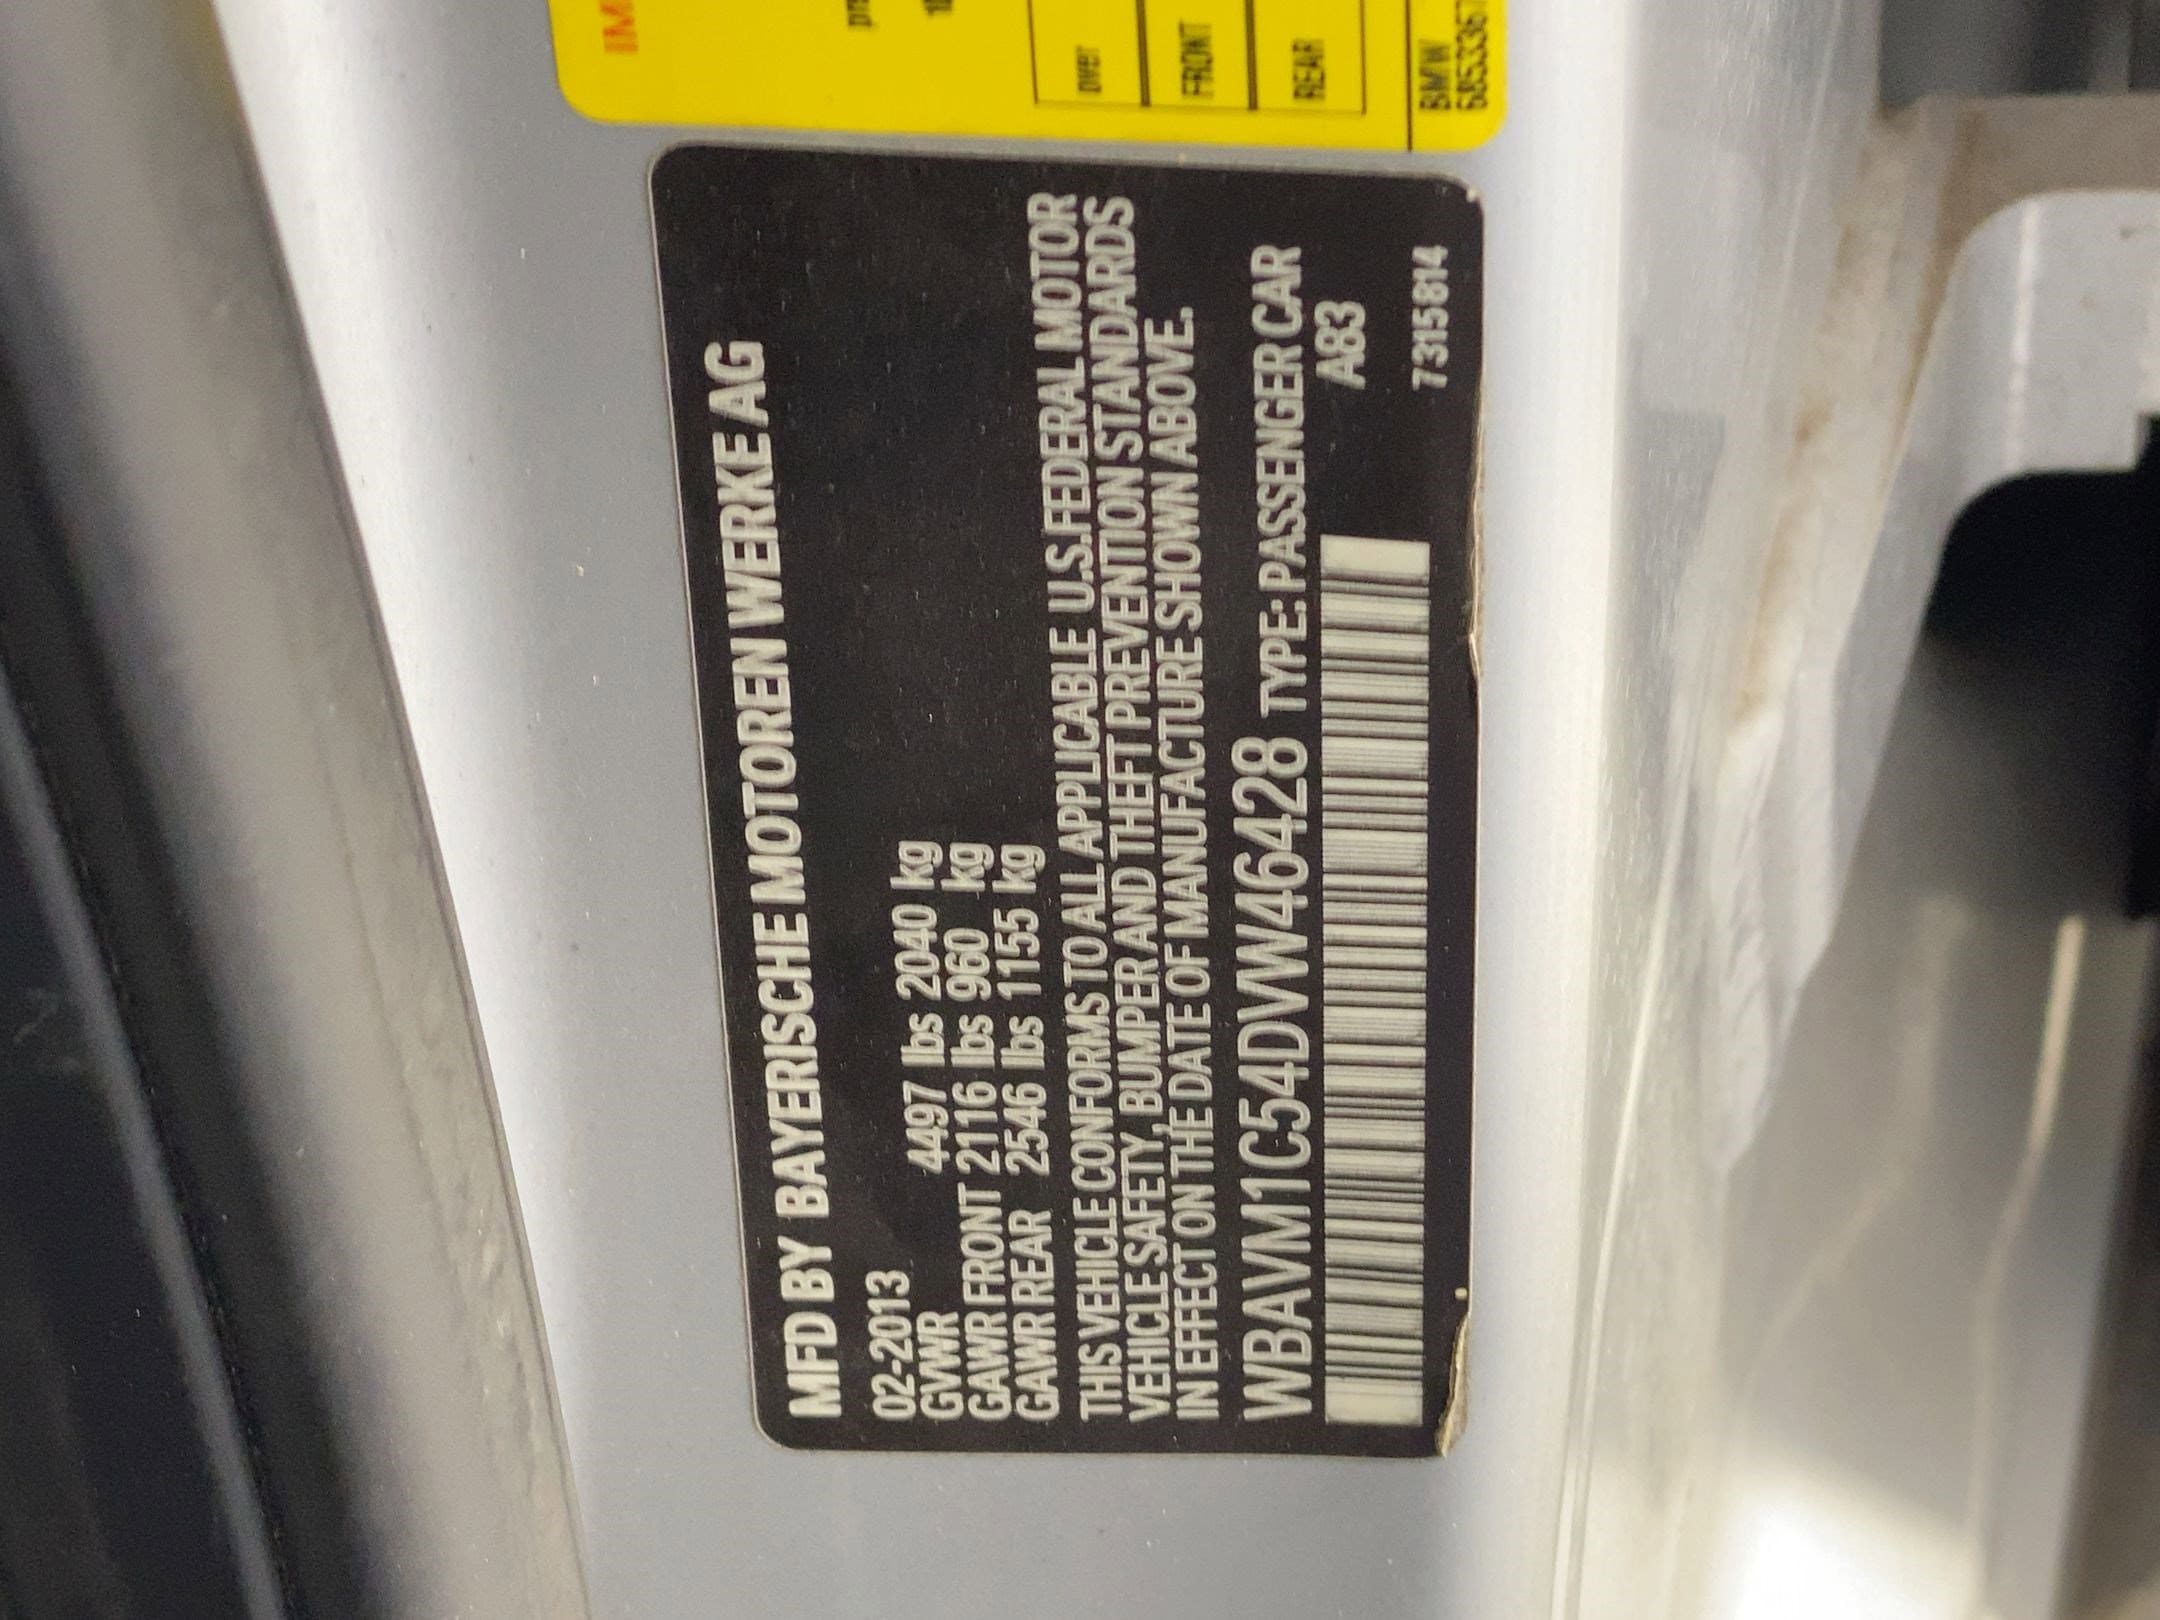 IM
over
FRONT
REAR
BMW
MFD BY BAYERISCHE MOTOREN WERKE AG
02-2013
GVWR 4497 lbs 2040 kg
GAWR FRONT 2116 lbs 960 kg
GAWR REAR 2546 lbs 1155 kg
THIS VEHICLE CONFORMS TO ALL APPLICABLE U.S.FEDERAL MOTOR
VEHICLE SAFETY, BUMPER AND THEFT PREVENTION STANDARDS
IN EFFECT ON THE DATE OF MANUFACTURE SHOWN ABOVE.
WBAVM1C54DVW46428 TYPE: PASSENGER CAR
A83
7315814